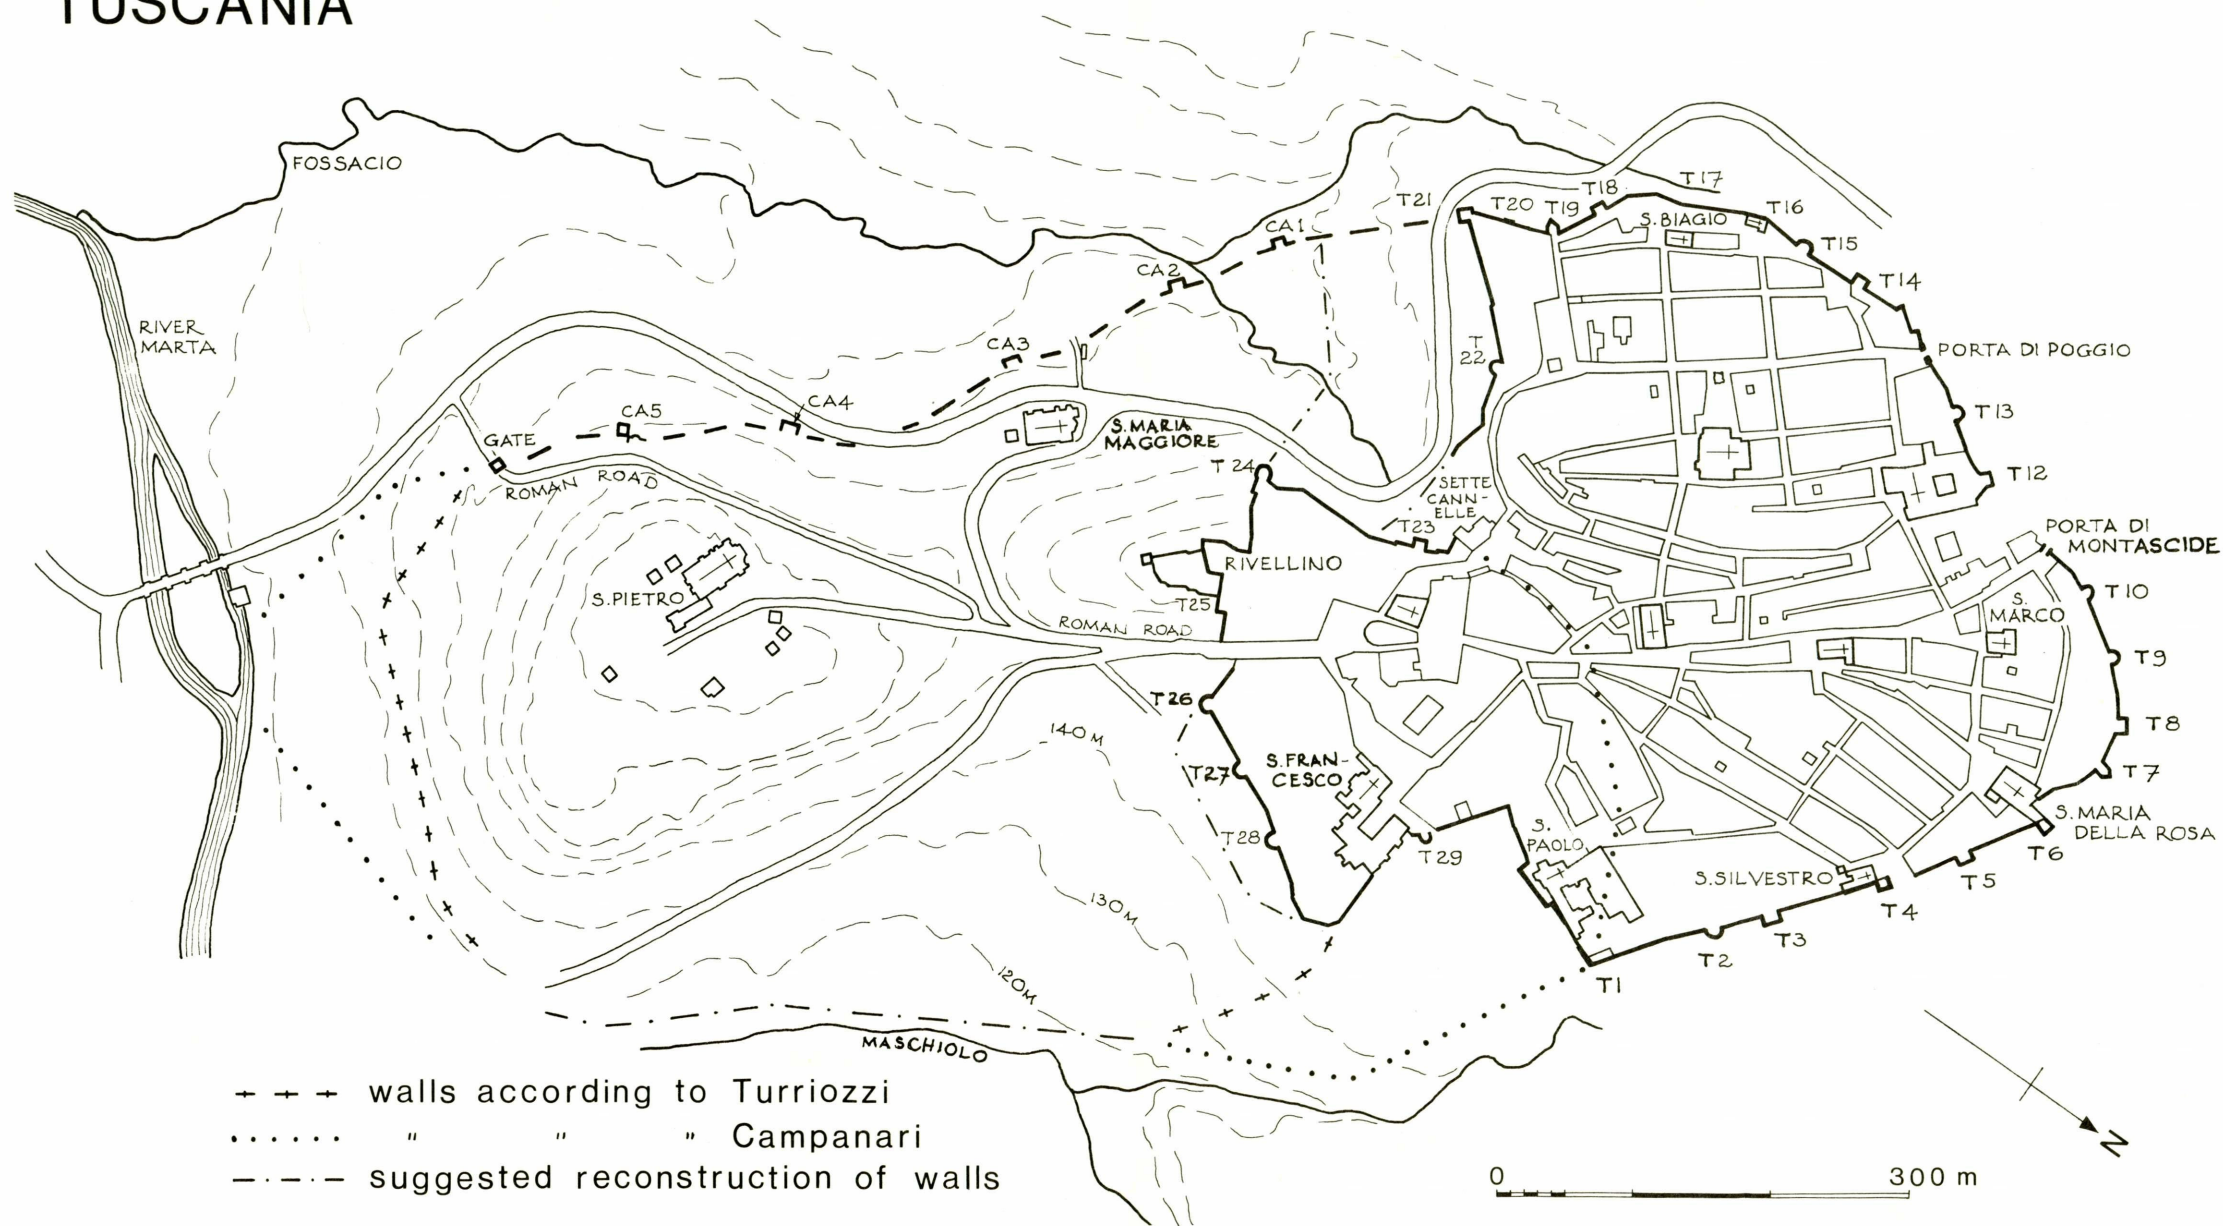 TUSCANIA
FOSSACIO
RIVER
MARTA
GATE
ROMAN ROAD
CA5
CA4
CA3
CA2
CA1
S. MARIA
MAGGIORE
S. PIETRO
ROMAN ROAD
RIVELLINO
SETTE
CANN-
ELLE
T21
T20
T19
T18
T17
S. BIAGIO
T16
T15
T14
PORTA DI POGGIO
T13
T12
PORTA DI
MONTASCIDE
T10
S.
MARCO
T9
T8
T7
S. MARIA
DELLA ROSA
T6
T5
T4
S. SILVESTRO
T3
T2
T1
S.
PAOLO
T29
S. FRAN-
CESCO
T28
T27
T26
T25
T24
T23
T
22
140 M
130 M
120 M
MASCHIOLO
walls according to Turriozzi
" " " Campanari
suggested reconstruction of walls
0 300 m
N